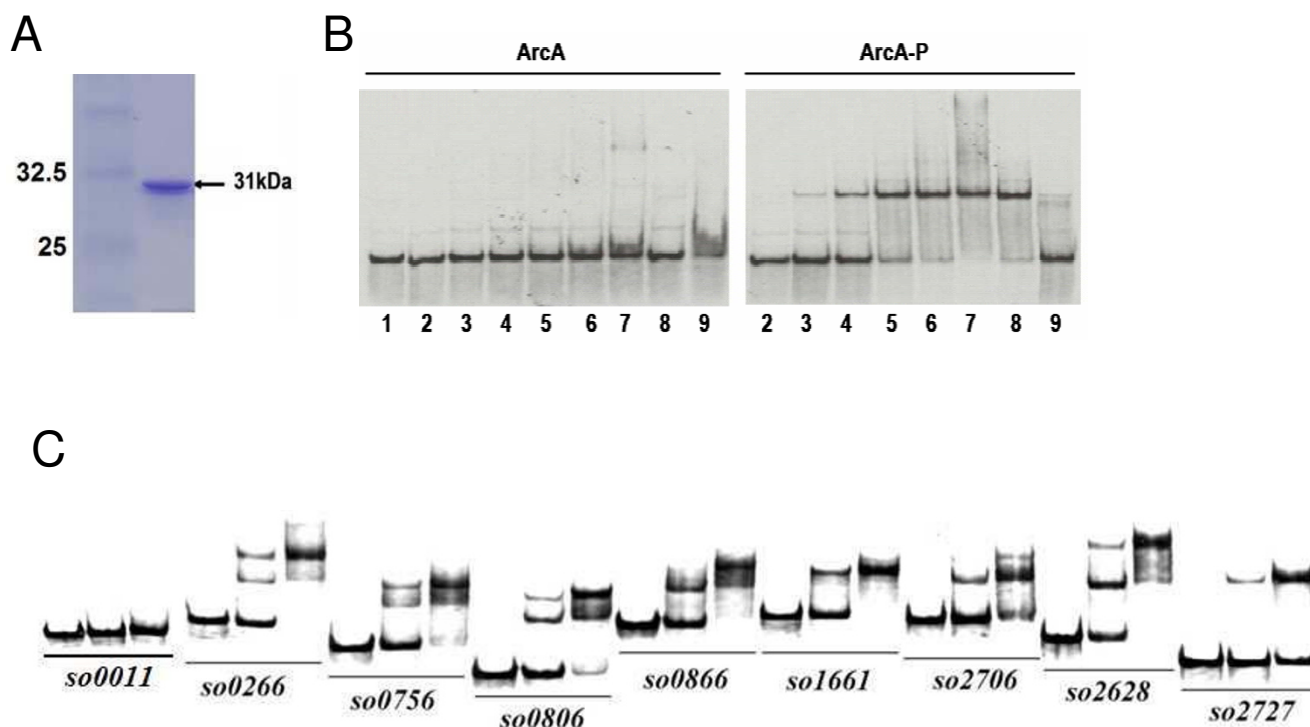 A
B
ArcA
ArcA-P
32.5
31kDa
25
1 2 3 4 5 6 7 8 9
2 3 4 5 6 7 8 9
C
so0011
so0266
so0756
so0806
so0866
so1661
so2706
so2628
so2727